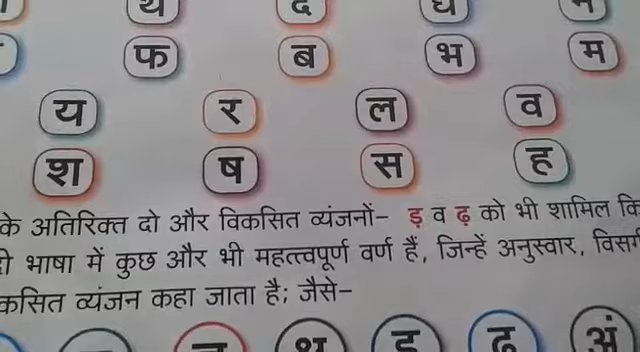 थ द ध न
फ ब भ म
य र ल व
श ष स ह
के अतिरिक्त दो और विकसित व्यंजनों– ड़ व ढ़ को भी शामिल कि
भाषा में कुछ और भी महत्त्वपूर्ण वर्ण हैं, जिन्हें अनुस्वार, विसर्ग
कसित व्यंजन कहा जाता है; जैसे–
अं